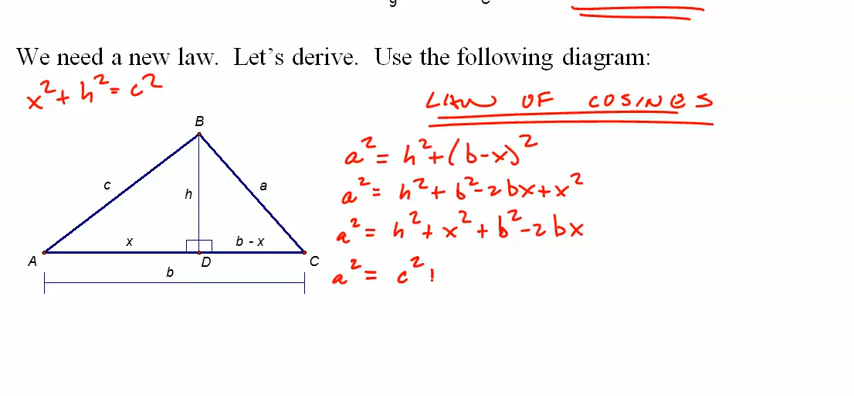 We need a new law. Let's derive. Use the following diagram:
x²+h²=c²
LAW OF COSINES
B
a²=h²+(b-x)²
c
h
a
a²=h²+b²-2bx+x²
x
b - x
a²=h²+x²+b²-2bx
A
D
C
b
a²=c²